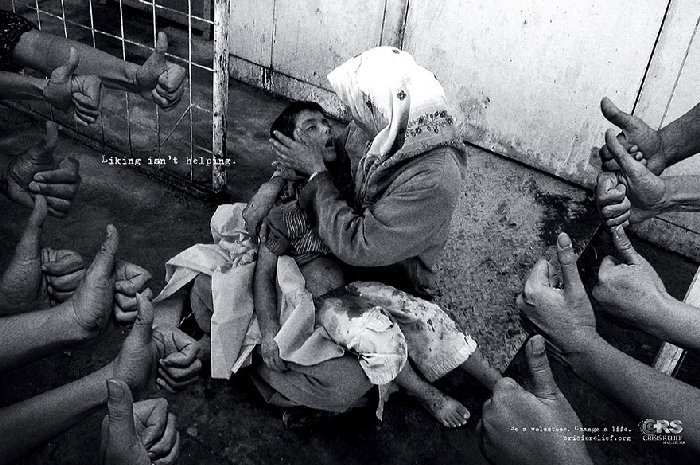 Liking isn't helping.
Be a volunteer. Change a life.
crisisrelief.org
CRS
CRISIS RELIEF